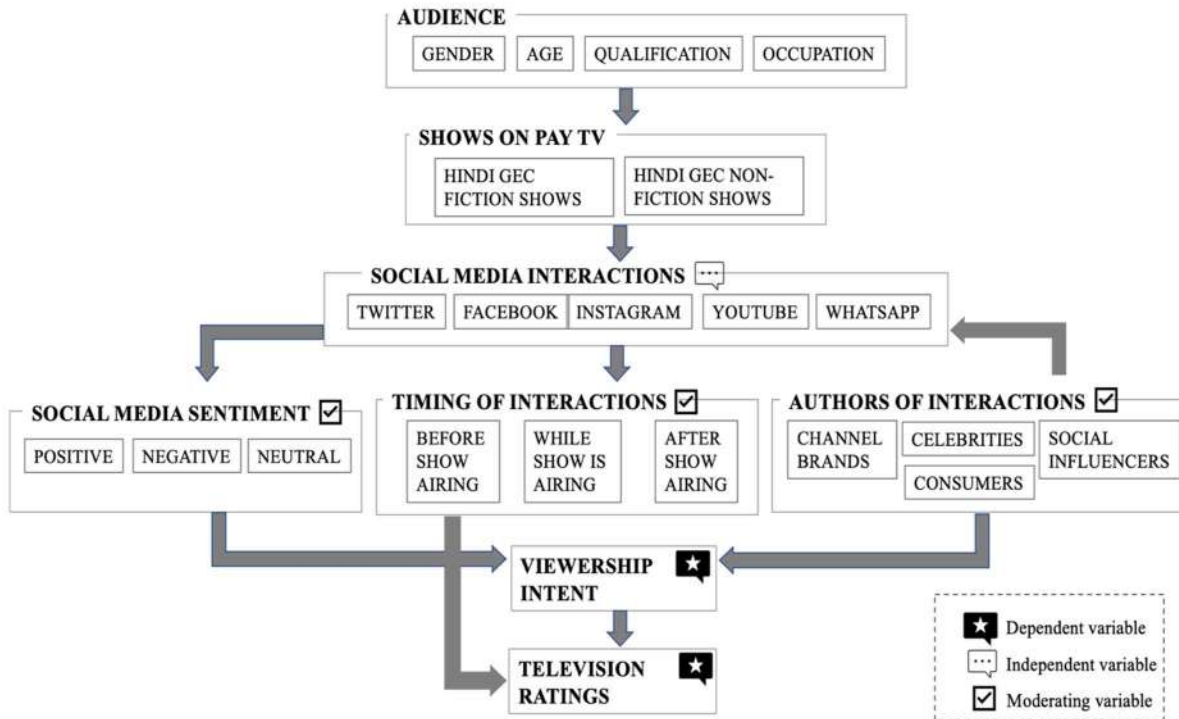 AUDIENCE
GENDER
AGE
QUALIFICATION
OCCUPATION
SHOWS ON PAY TV
HINDI GEC
FICTION SHOWS
HINDI GEC NON-
FICTION SHOWS
SOCIAL MEDIA INTERACTIONS
TWITTER
FACEBOOK
INSTAGRAM
YOUTUBE
WHATSAPP
SOCIAL MEDIA SENTIMENT
POSITIVE
NEGATIVE
NEUTRAL
TIMING OF INTERACTIONS
BEFORE
SHOW
AIRING
WHILE
SHOW IS
AIRING
AFTER
SHOW
AIRING
AUTHORS OF INTERACTIONS
CHANNEL
BRANDS
CELEBRITIES
CONSUMERS
SOCIAL
INFLUENCERS
VIEWERSHIP
INTENT
TELEVISION
RATINGS
Dependent variable
Independent variable
Moderating variable